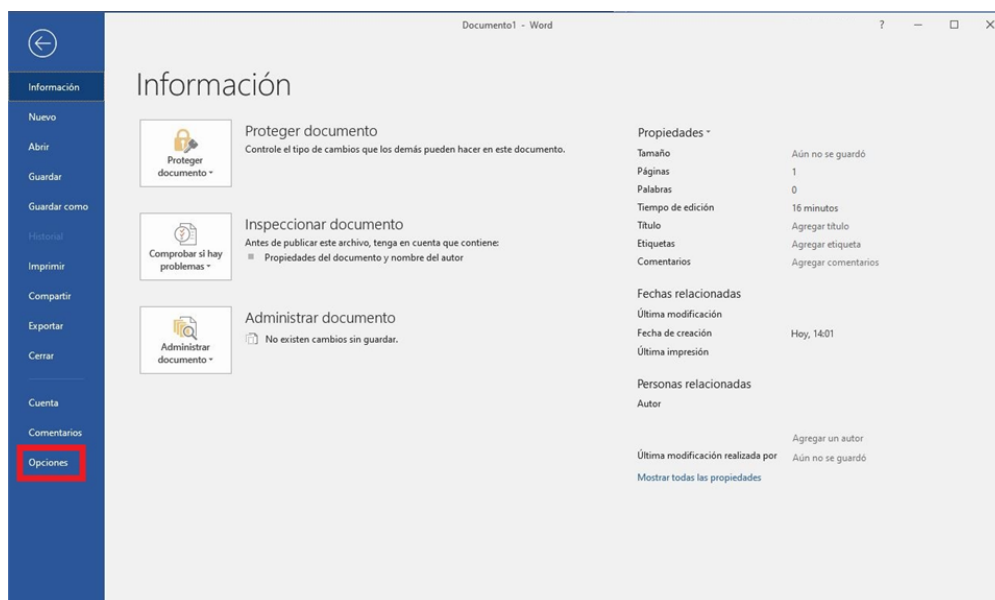 Documento1 - Word
?
Información
Nuevo
Abrir
Guardar
Guardar como
Historial
Imprimir
Compartir
Exportar
Cerrar
Cuenta
Comentarios
Opciones
Información
Proteger documento
Proteger documento
Controle el tipo de cambios que los demás pueden hacer en este documento.
Comprobar si hay
problemas
Inspeccionar documento
Antes de publicar este archivo, tenga en cuenta que contiene:
Propiedades del documento y nombre del autor
Administrar
documento
Administrar documento
No existen cambios sin guardar.
Propiedades
Tamaño Aún no se guardó
Páginas 1
Palabras 0
Tiempo de edición 16 minutos
Título Agregar título
Etiquetas Agregar etiqueta
Comentarios Agregar comentarios
Fechas relacionadas
Última modificación
Fecha de creación Hoy, 14:01
Última impresión
Personas relacionadas
Autor
Agregar un autor
Última modificación realizada por Aún no se guardó
Mostrar todas las propiedades